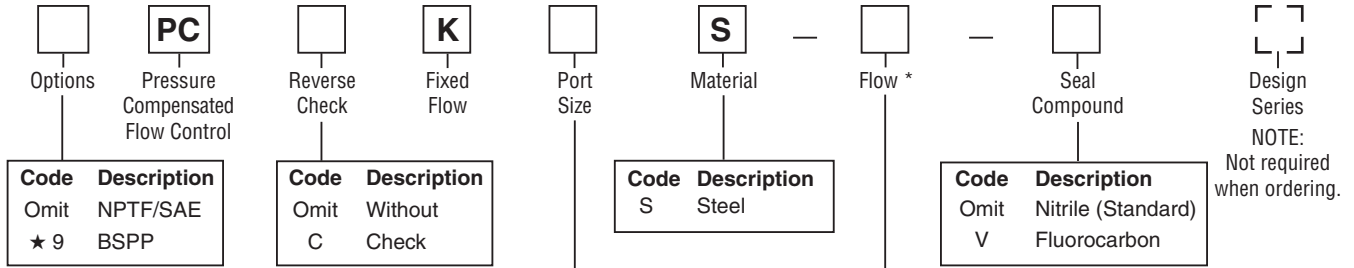 PC K S – –
Options Pressure Compensated Flow Control Reverse Check Fixed Flow Port Size Material Flow * Seal Compound Design Series
NOTE:
Not required
when ordering.
Code Description
Omit NPTF/SAE
★ 9 BSPP
Code Description
Omit Without
C Check
Code Description
S Steel
Code Description
Omit Nitrile (Standard)
V Fluorocarbon